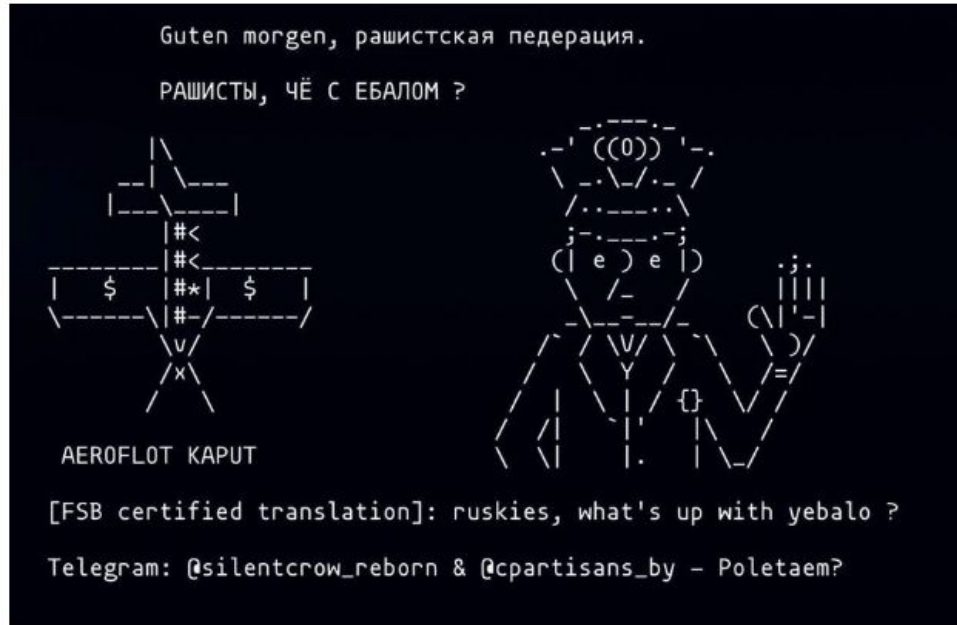 Guten morgen, рашистская педерация.
РАШИСТЫ, ЧЁ С ЕБАЛОМ ?
$ $
AEROFLOT KAPUT
[FSB certified translation]: ruskies, what's up with yebalo ?
Telegram: @silentcrow_reborn & @cpartisans_by – Poletaem?